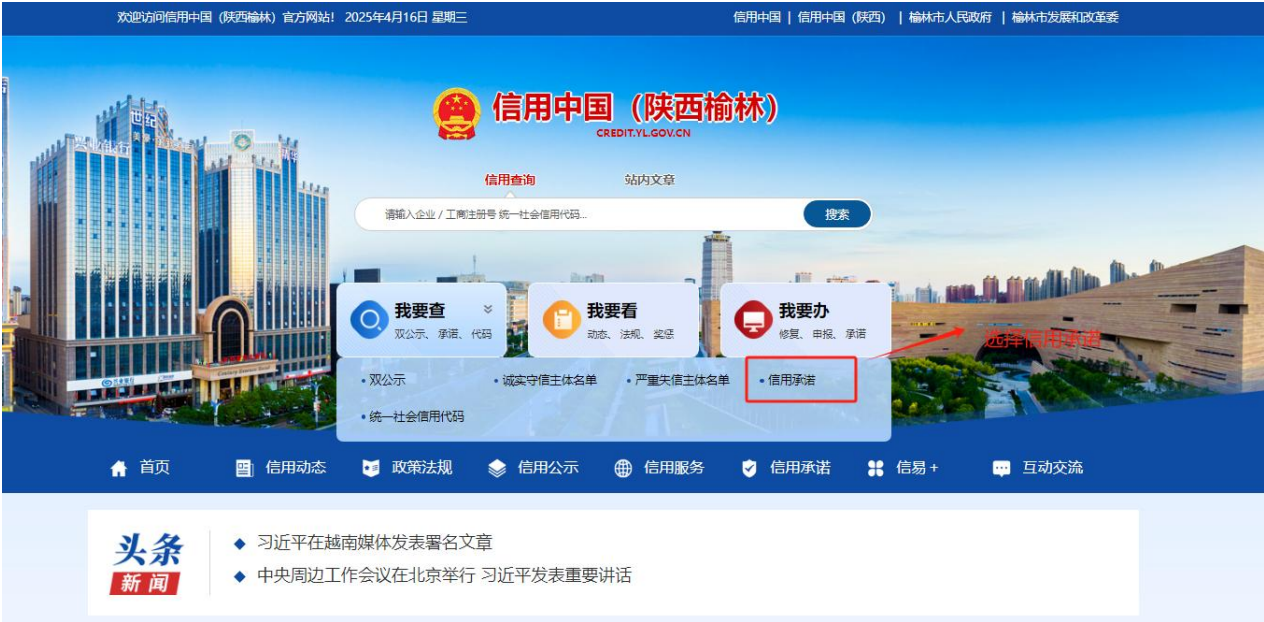 欢迎访问信用中国（陕西榆林）官方网站！ 2025年4月16日 星期三
信用中国 | 信用中国（陕西） | 榆林市人民政府 | 榆林市发展和改革委
信用中国（陕西榆林）
CREDIT.YL.GOV.CN
信用查询 站内文章
请输入企业 / 工商注册号 统一社会信用代码... 搜索
世纪
兴业银行
我要查 我要看 我要办
双公示、承诺、代码 动态、法规、奖惩 修复、申报、承诺
选择信用承诺
• 双公示 • 诚实守信主体名单 • 严重失信主体名单 • 信用承诺
• 统一社会信用代码
首页 信用动态 政策法规 信用公示 信用服务 信用承诺 信易 + 互动交流
头条
新闻
◆ 习近平在越南媒体发表署名文章
◆ 中央周边工作会议在北京举行 习近平发表重要讲话